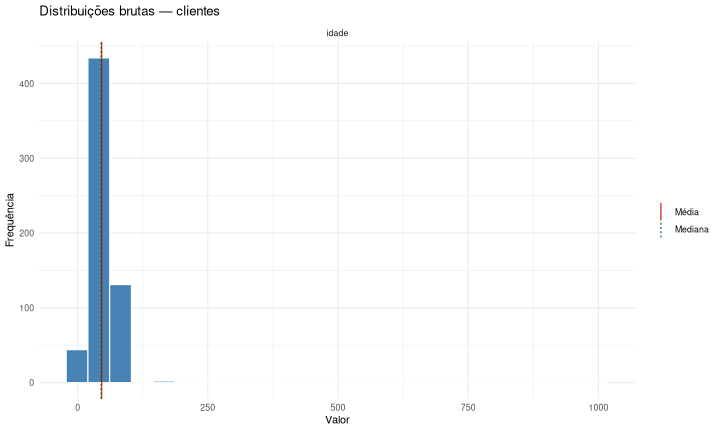 Distribuições brutas — clientes
idade
400
300
200
100
0
Frequência
0
250
500
750
1000
Valor
Média
Mediana